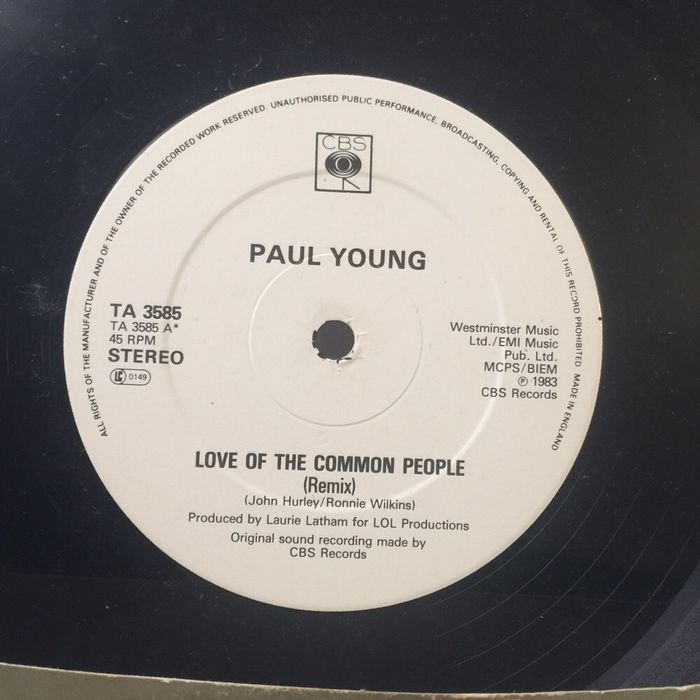 ALL RIGHTS OF THE MANUFACTURER AND OF THE OWNER OF THE RECORDED WORK RESERVED. UNAUTHORISED PUBLIC PERFORMANCE, BROADCASTING, COPYING AND RENTAL OF THIS RECORD PROHIBITED. MADE IN ENGLAND
CBS
PAUL YOUNG
TA 3585
TA 3585 A*
45 RPM
STEREO
LC 0149
Westminster Music
Ltd./EMI Music
Pub. Ltd.
MCPS/BIEM
℗ 1983
CBS Records
LOVE OF THE COMMON PEOPLE
(Remix)
(John Hurley/Ronnie Wilkins)
Produced by Laurie Latham for LOL Productions
Original sound recording made by
CBS Records